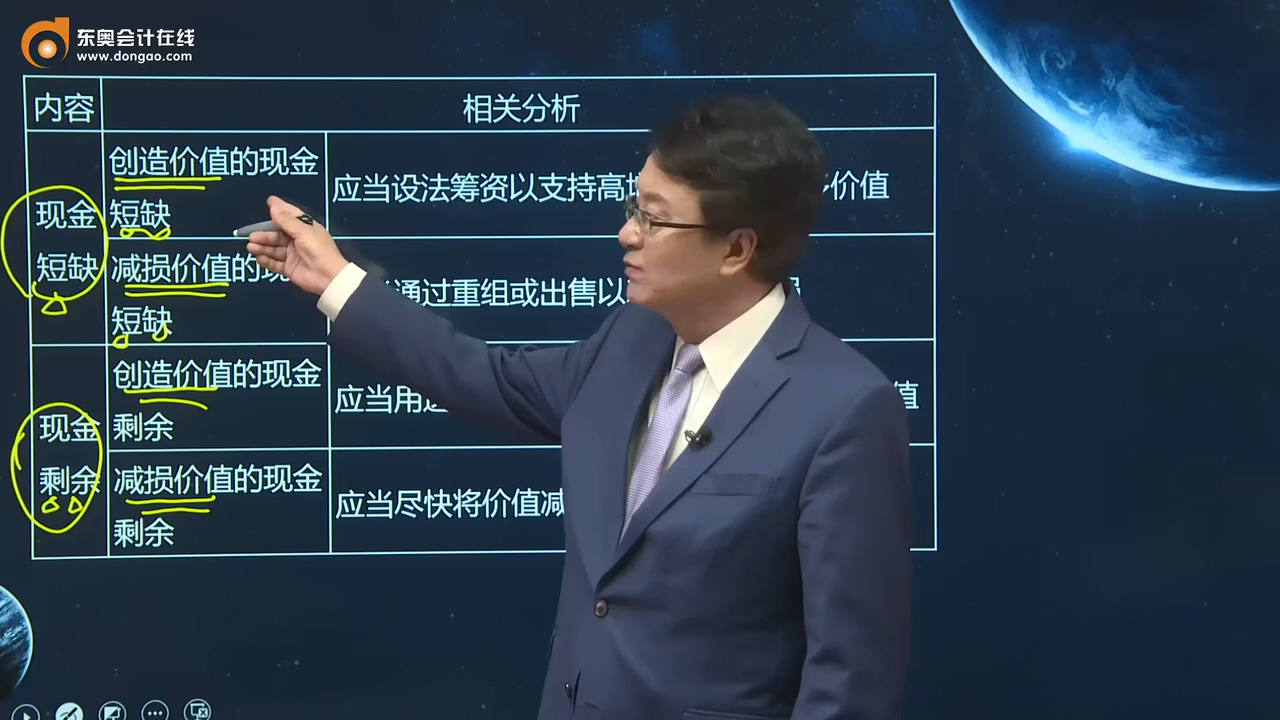 东奥会计在线
www.dongao.com
内容
相关分析
现金
短缺
创造价值的现金
短缺
应当设法筹资以支持高
价值
减损价值的现
短缺
通过重组或出售以
现金
剩余
创造价值的现金
剩余
应当用
值
减损价值的现金
剩余
应当尽快将价值减